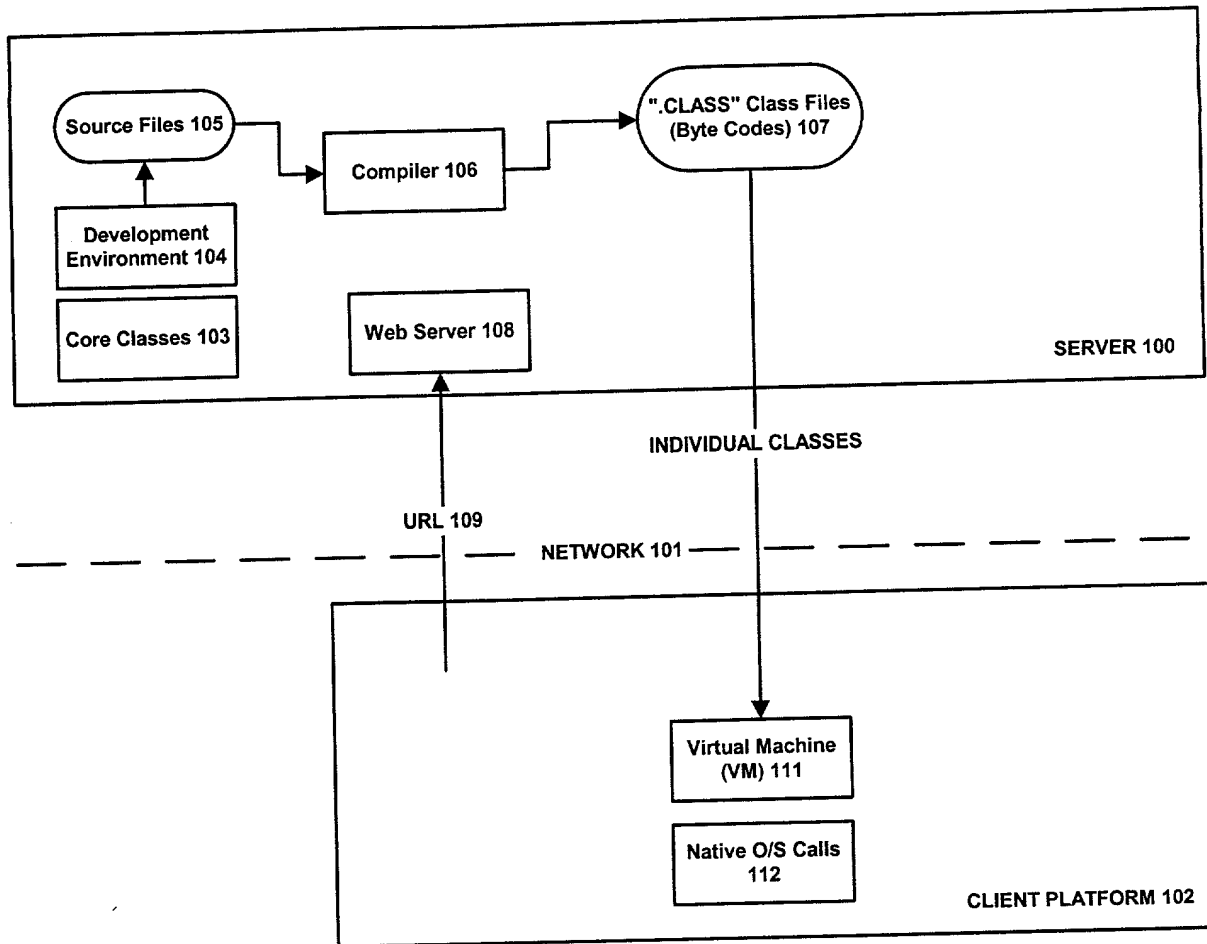 Source Files 105
Compiler 106
".CLASS" Class Files
(Byte Codes) 107
Development
Environment 104
Core Classes 103
Web Server 108
SERVER 100
INDIVIDUAL CLASSES
URL 109
NETWORK 101
Virtual Machine
(VM) 111
Native O/S Calls
112
CLIENT PLATFORM 102